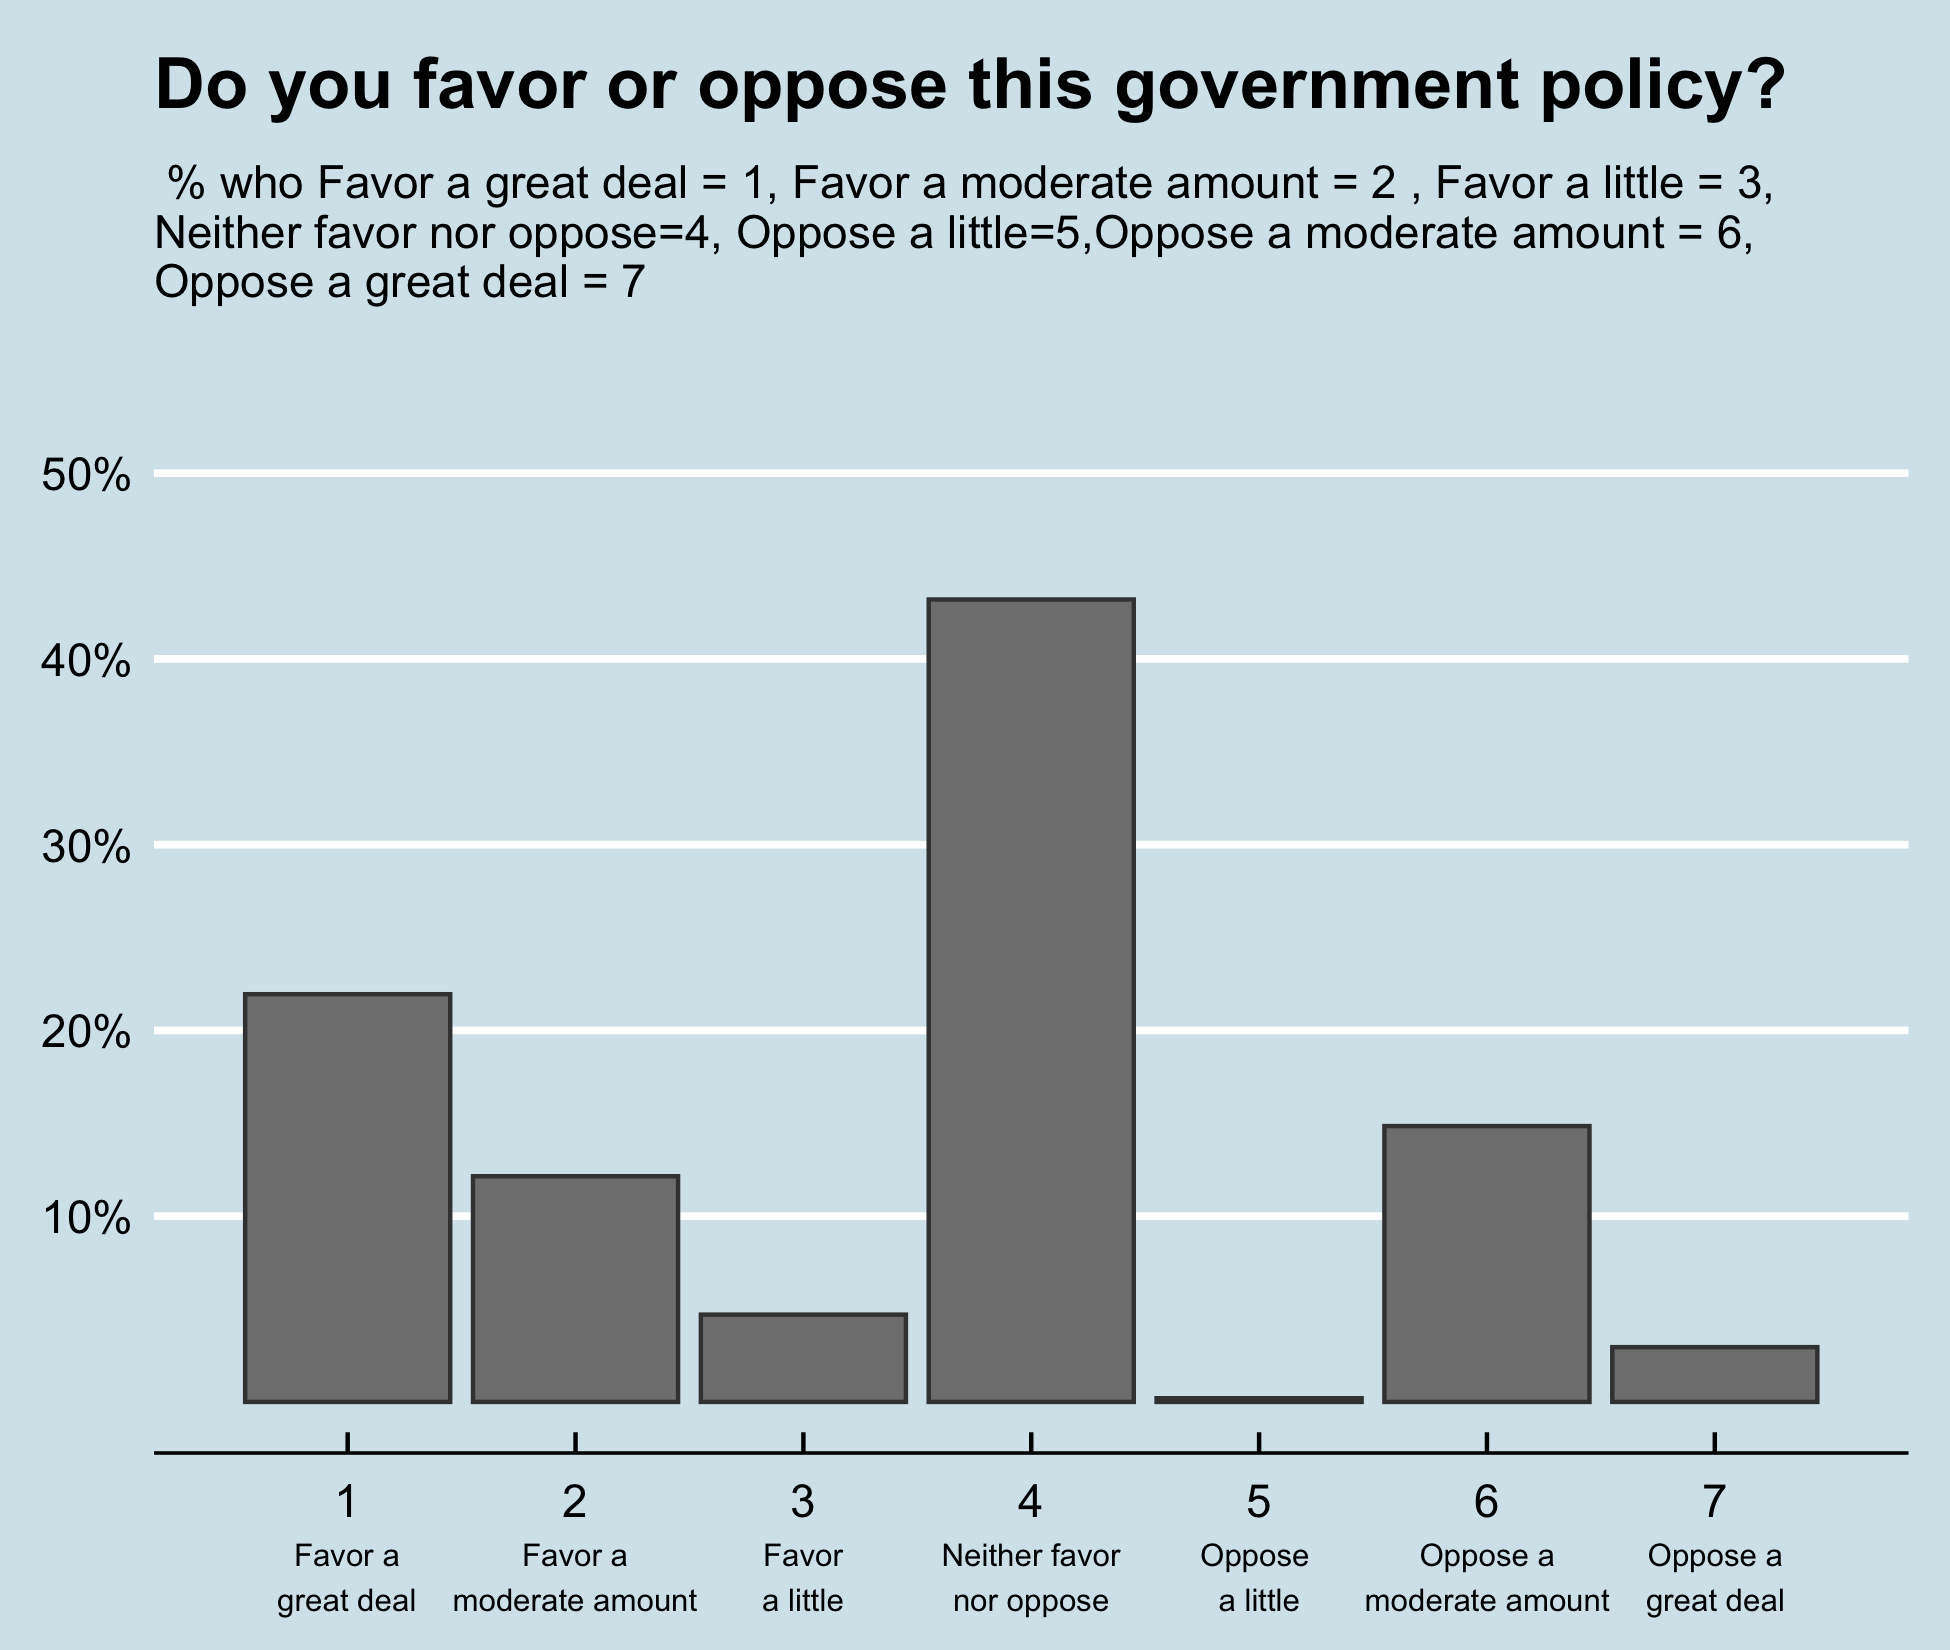 Do you favor or oppose this government policy?
% who Favor a great deal = 1, Favor a moderate amount = 2 , Favor a little = 3,
Neither favor nor oppose=4, Oppose a little=5,Oppose a moderate amount = 6,
Oppose a great deal = 7
50%
40%
30%
20%
10%
1 2 3 4 5 6 7
Favor a Favor a Favor Neither favor Oppose Oppose a Oppose a
great deal moderate amount a little nor oppose a little moderate amount great deal